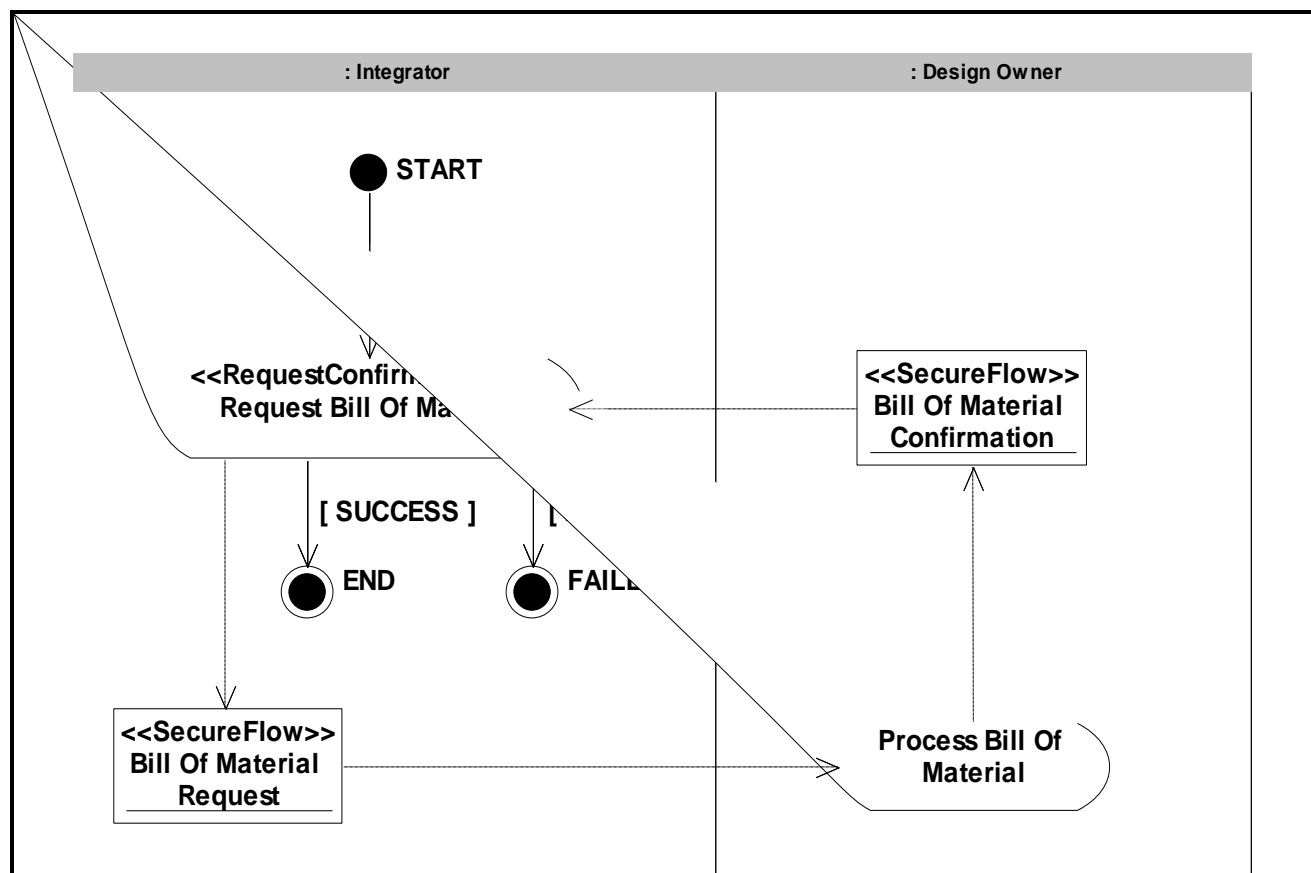 : Integrator
: Design Owner
START
<<RequestConfirm
Request Bill Of Ma
<<SecureFlow>>
Bill Of Material
Confirmation
[ SUCCESS ]
[
END
FAIL
<<SecureFlow>>
Bill Of Material
Request
Process Bill Of
Material